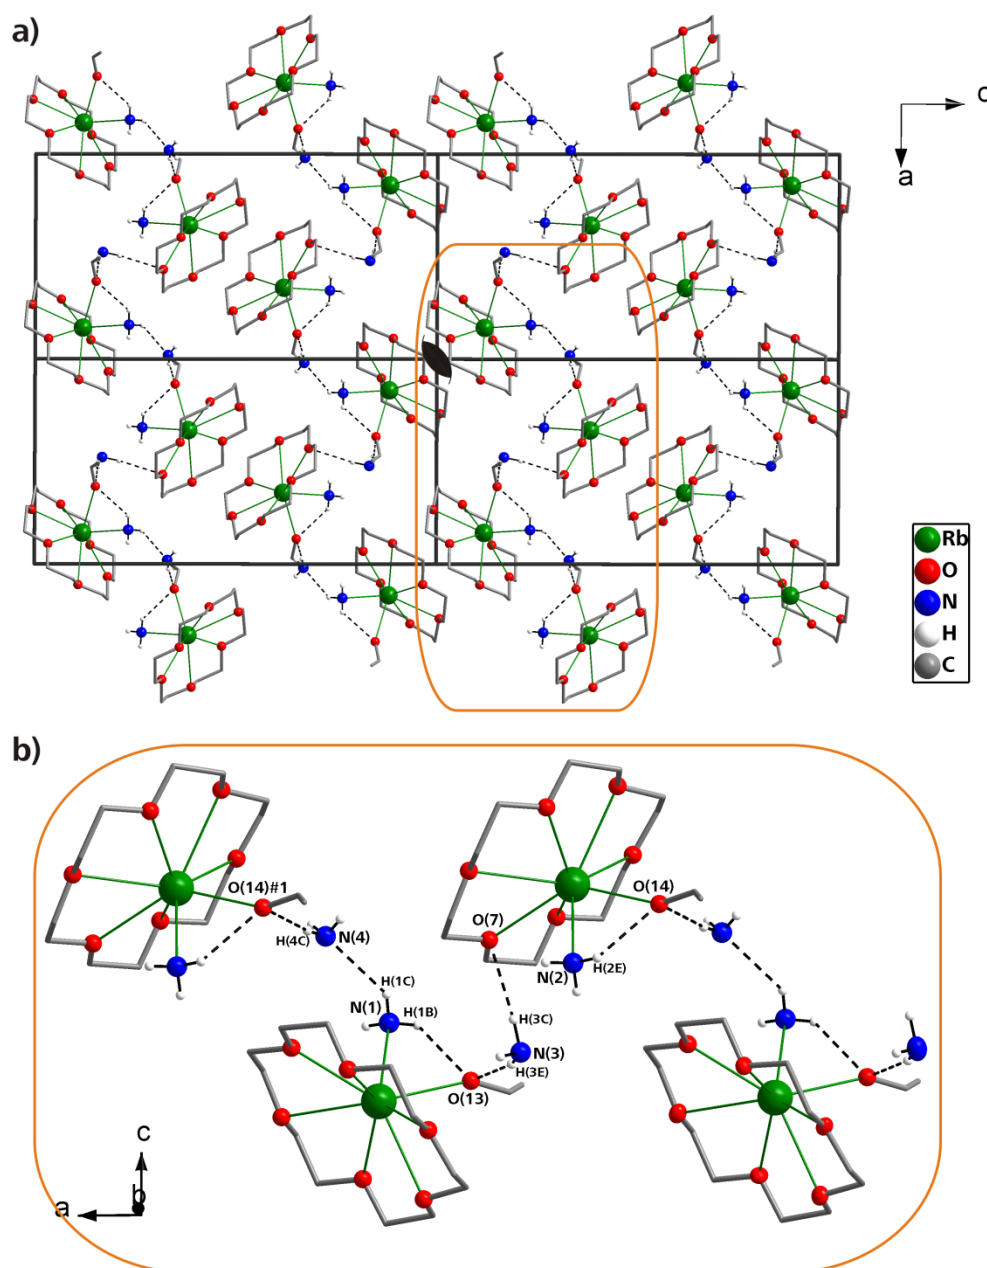 a)
c
a
Rb
O
N
H
C
b)
O(14)#1
O(14)
O(7)
H(4C)
N(4)
N(2)
H(2E)
H(1C)
N(1)
H(1B)
H(3C)
N(3)
H(3E)
O(13)
c
b
a